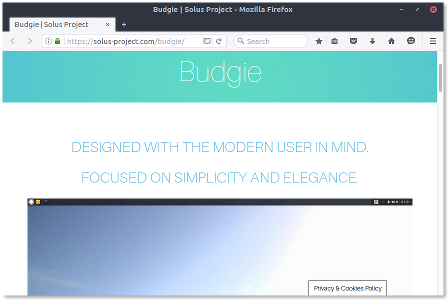 Budgie | Solus Project - Mozilla Firefox
Budgie | Solus Project
https://solus-project.com/budgie/
Search
Budgie
DESIGNED WITH THE MODERN USER IN MIND.
FOCUSED ON SIMPLICITY AND ELEGANCE.
Privacy & Cookies Policy